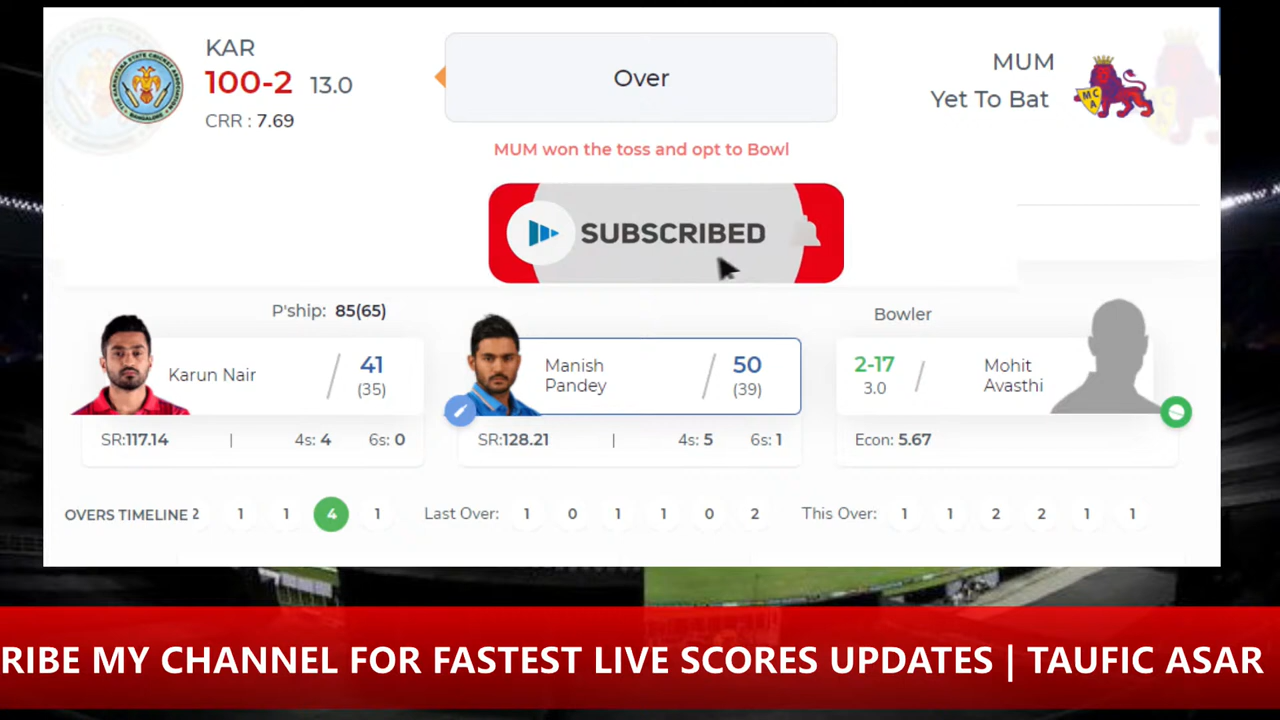 KAR
100-2 13.0
CRR : 7.69
Over
MUM
Yet To Bat
MCA
MUM won the toss and opt to Bowl
SUBSCRIBED
P'ship: 85(65)
Bowler
Karun Nair 41 (35)
SR:117.14 | 4s: 4 6s: 0
Manish Pandey 50 (39)
SR:128.21 | 4s: 5 6s: 1
2-17 3.0 Mohit Avasthi
Econ: 5.67
OVERS TIMELINE 2 1 1 4 1 Last Over: 1 0 1 1 0 2 This Over: 1 1 2 2 1 1
RIBE MY CHANNEL FOR FASTEST LIVE SCORES UPDATES | TAUFIC ASAR